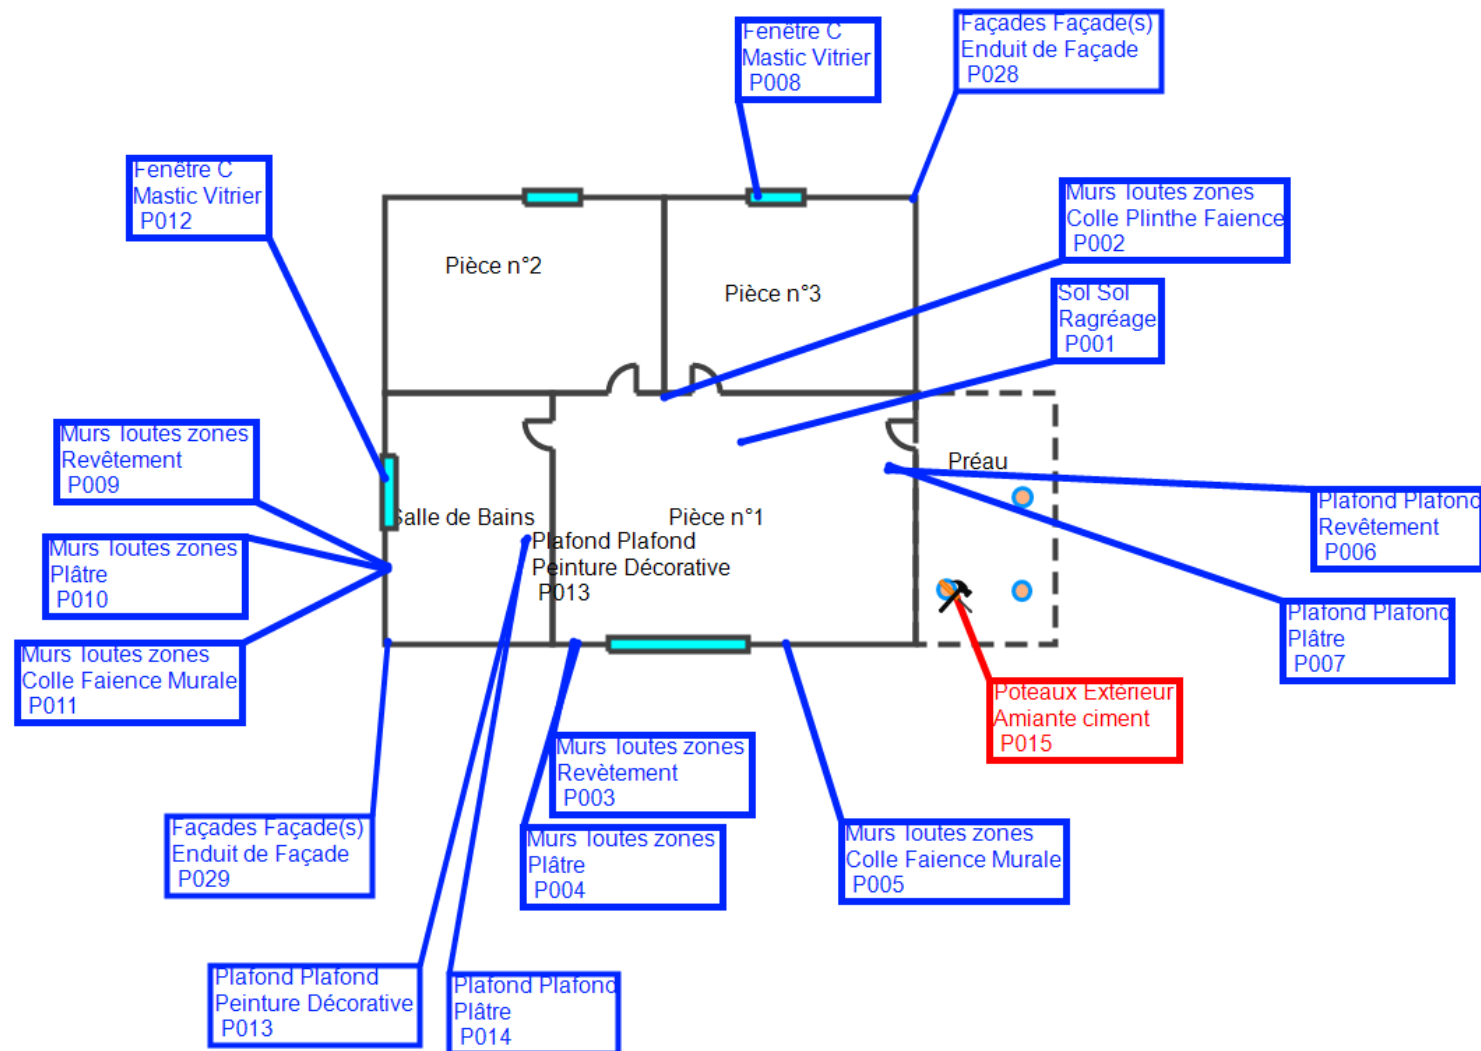 Façades Façade(s)
Enduit de Façade
P028
Fenêtre C
Mastic Vitrier
P008
Fenêtre C
Mastic Vitrier
P012
Murs Toutes zones
Colle Plinthe Faience
P002
Pièce n°2
Pièce n°3
Sol Sol
Ragréage
P001
Murs Toutes zones
Revêtement
P009
Préau
Plafond Plafond
Revêtement
P006
Salle de Bains
Pièce n°1
Murs Toutes zones
Plâtre
P010
Plafond Plafond
Peinture Décorative
P013
Plafond Plafond
Plâtre
P007
Murs Toutes zones
Colle Faience Murale
P011
Poteaux Extérieur
Amiante ciment
P015
Murs Toutes zones
Revètement
P003
Façades Façade(s)
Enduit de Façade
P029
Murs Toutes zones
Plâtre
P004
Murs Toutes zones
Colle Faience Murale
P005
Plafond Plafond
Peinture Décorative
P013
Plafond Plafond
Plâtre
P014